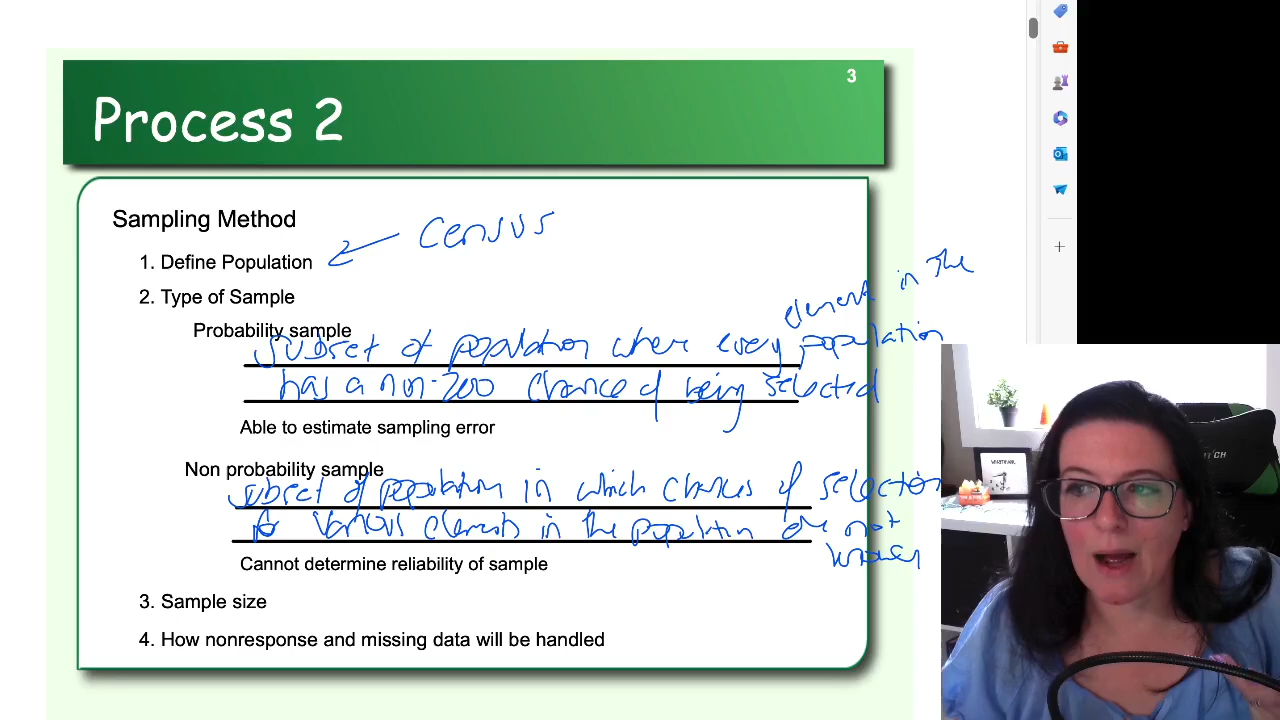 3
Process 2
Sampling Method
Census
1. Define Population
2. Type of Sample
Probability sample
element in the
subset of population where every population
has a non-zero chance of being selected
Able to estimate sampling error
Non probability sample
subset of population in which chances of selection
for various elements in the population are not
known
Cannot determine reliability of sample
3. Sample size
4. How nonresponse and missing data will be handled